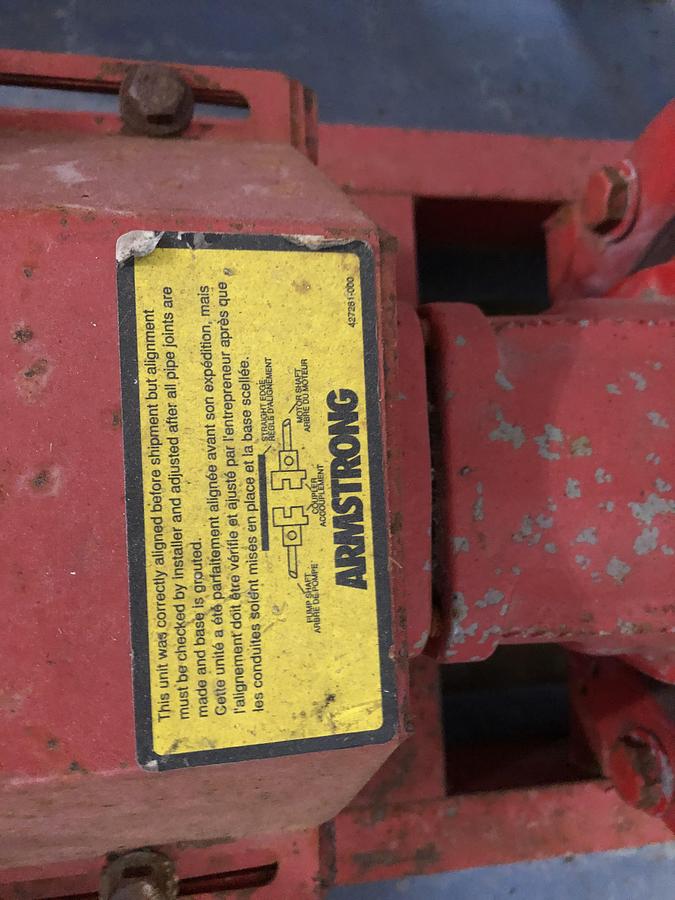 This unit was correctly aligned before shipment but alignment
must be checked by installer and adjusted after all pipe joints are
made and base is grouted.
Cette unité a été parfaitement alignée avant son expédition, mais
l'alignement doit être vérifie et ajusté par l'entrepreneur après que
les conduites soient mises en place et la base scellée.
STRAIGHT EDGE
RÈGLE D'ALIGNEMENT
PUMP SHAFT
ARBRE DE POMPE
COUPLER
ACCOUPLEMENT
MOTOR SHAFT
ARBRE DU MOTEUR
ARMSTRONG
427281-000